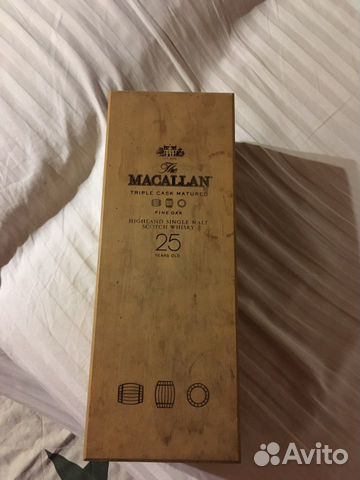 The
MACALLAN
TRIPLE CASK MATURED
FINE OAK
HIGHLAND SINGLE MALT
SCOTCH WHISKY
25
YEARS OLD
Avito